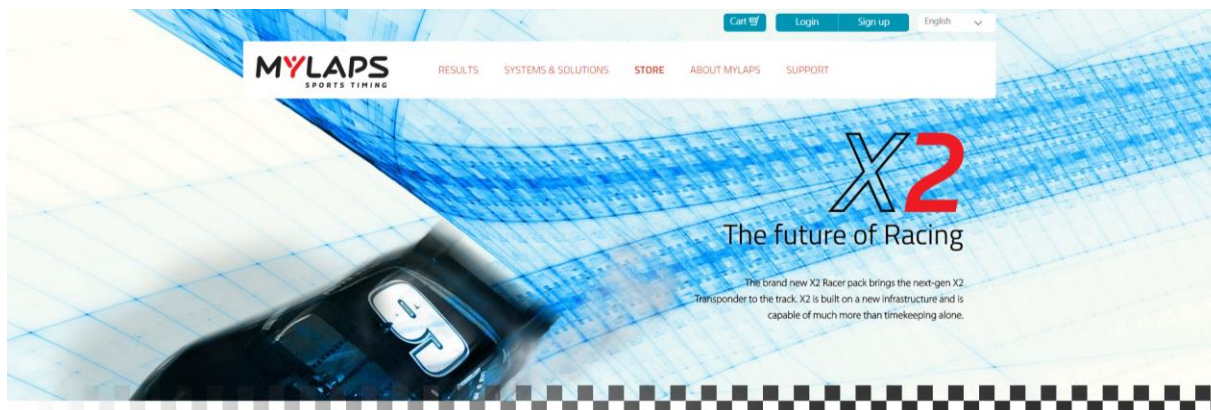 Cart
Login
Sign up
English
MYLAPS
SPORTS TIMING
RESULTS
SYSTEMS & SOLUTIONS
STORE
ABOUT MYLAPS
SUPPORT
X2
The future of Racing
The brand new X2 Racer pack brings the next-gen X2
Transponder to the track. X2 is built on a new infrastructure and is
capable of much more than timekeeping alone.